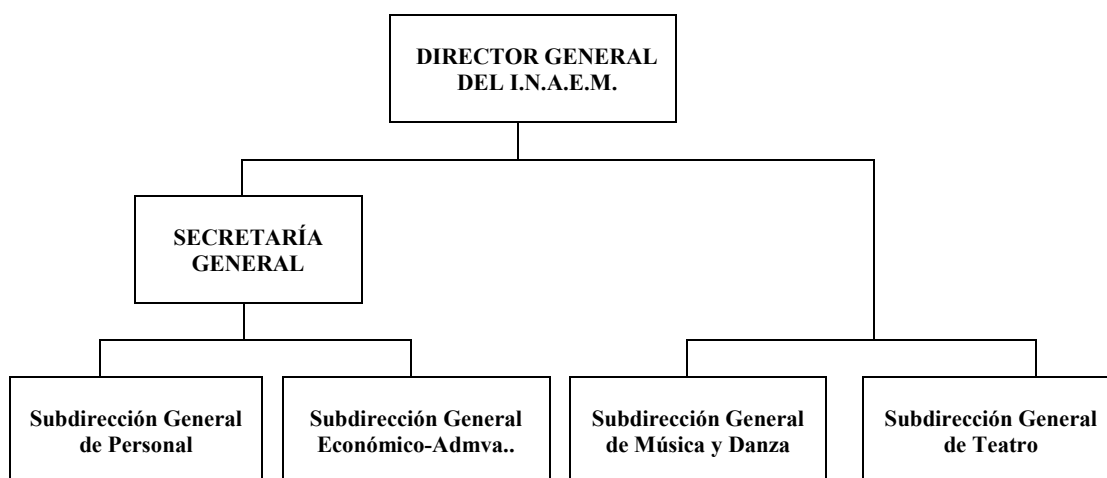 DIRECTOR GENERAL
DEL I.N.A.E.M.
SECRETARÍA
GENERAL
Subdirección General
de Personal
Subdirección General
Económico-Admva..
Subdirección General
de Música y Danza
Subdirección General
de Teatro